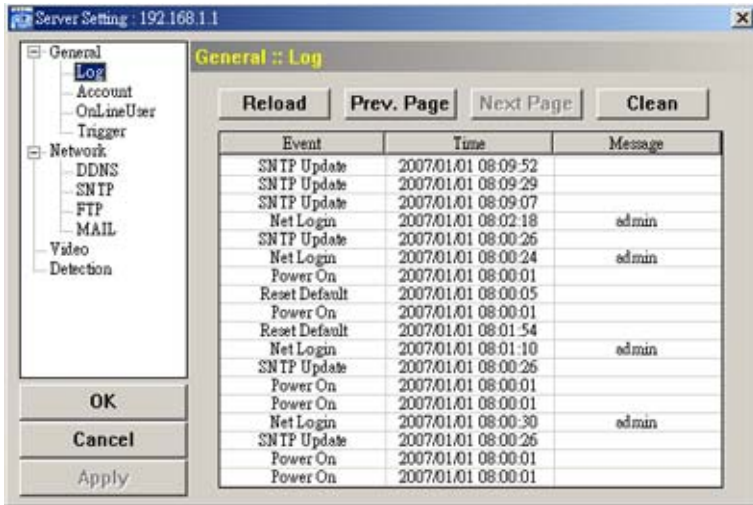 Server Setting : 192.168.1.1
General
Log
Account
OnLineUser
Trigger
Network
DDNS
SNTP
FTP
MAIL
Video
Detection
OK
Cancel
Apply
General :: Log
Reload Prev. Page Next Page Clean
Event Time Message
SNTP Update 2007/01/01 08:09:52
SNTP Update 2007/01/01 08:09:29
SNTP Update 2007/01/01 08:09:07
Net Login 2007/01/01 08:02:18 admin
SNTP Update 2007/01/01 08:00:26
Net Login 2007/01/01 08:00:24 admin
Power On 2007/01/01 08:00:01
Reset Default 2007/01/01 08:00:05
Power On 2007/01/01 08:00:01
Reset Default 2007/01/01 08:01:54
Net Login 2007/01/01 08:01:10 admin
SNTP Update 2007/01/01 08:00:26
Power On 2007/01/01 08:00:01
Power On 2007/01/01 08:00:01
Net Login 2007/01/01 08:00:30 admin
SNTP Update 2007/01/01 08:00:26
Power On 2007/01/01 08:00:01
Power On 2007/01/01 08:00:01